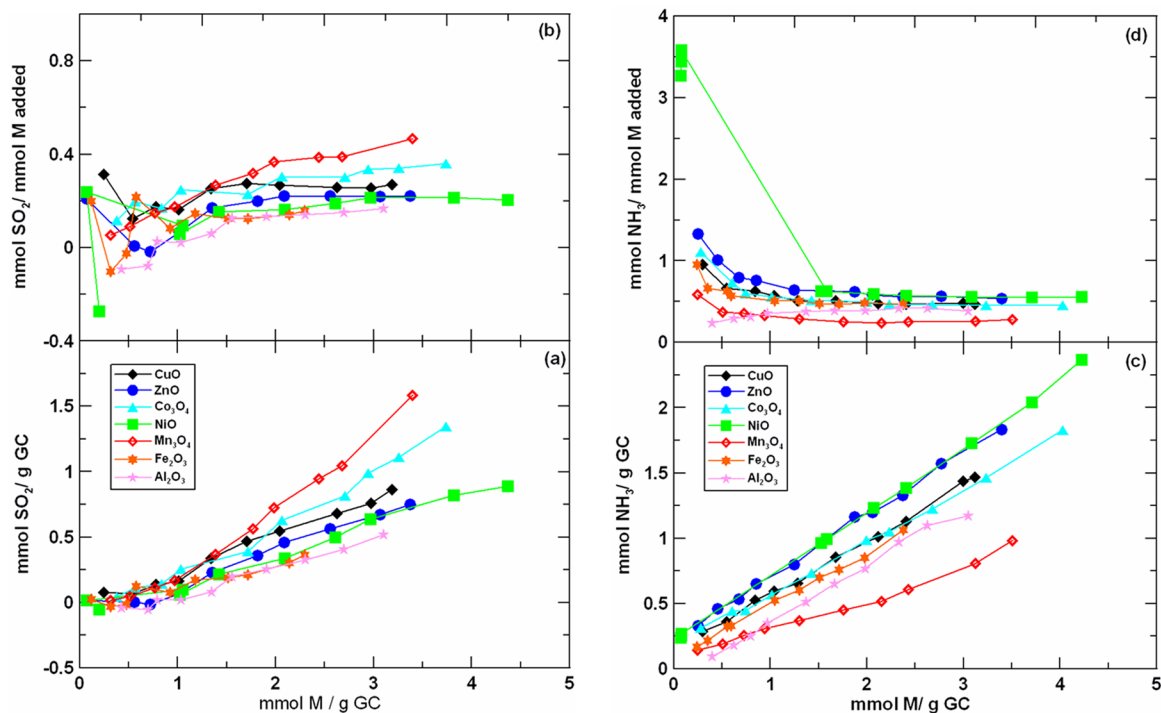 (b)
mmol SO₂/ mmol M added
0.8
0.4
0
-0.4
(a)
CuO
ZnO
Co₃O₄
NiO
Mn₃O₄
Fe₂O₃
Al₂O₃
mmol SO₂/ g GC
1.5
1
0.5
0
-0.5
0 1 2 3 4 5
mmol M / g GC
(d)
mmol NH₃/ mmol M added
4
3
2
1
0
(c)
CuO
ZnO
Co₃O₄
NiO
Mn₃O₄
Fe₂O₃
Al₂O₃
mmol NH₃/ g GC
2
1.5
1
0.5
0
0 1 2 3 4 5
mmol M/ g GC